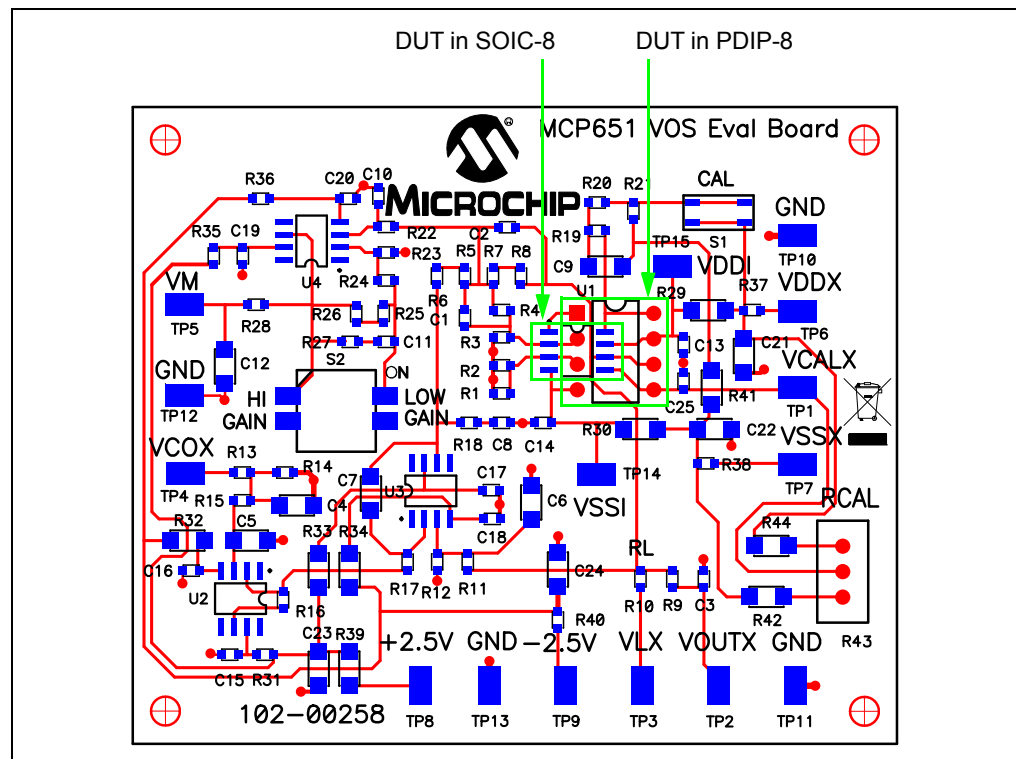 DUT in SOIC-8 DUT in PDIP-8
MCP651 VOS Eval Board
MICROCHIP ®
R36 C20 C10 R20 R21 CAL
GND
R35 C19 R22 C2 R19 S1 TP10
R23 R5 R7 R8 C9 TP15
VDDI
VM U4 R24 R6 U1 R29 R37 VDDX
TP5 R28 R26 R25 C1 R4 TP6
R27 C11 R3 C13 C21
GND C12 S2 ON R2 VCALX
TP12 HI LOW R1 C25 R41 TP1
GAIN GAIN
VCOX R13 R14 R18 C8 C14 R30 C22 VSSX
TP4 R15 C4 C7 U3 C17 C6 TP14 R38 TP7
VSSI RCAL
R32 C5 R33 R34 C18 R44
C16 R17 R12 R11 C24 RL
U2 R16 R10 R9 C3 R42
C23 R39 R40 R43
+2.5V GND -2.5V VLX VOUTX GND
C15 R31
102-00258 TP8 TP13 TP9 TP3 TP2 TP11